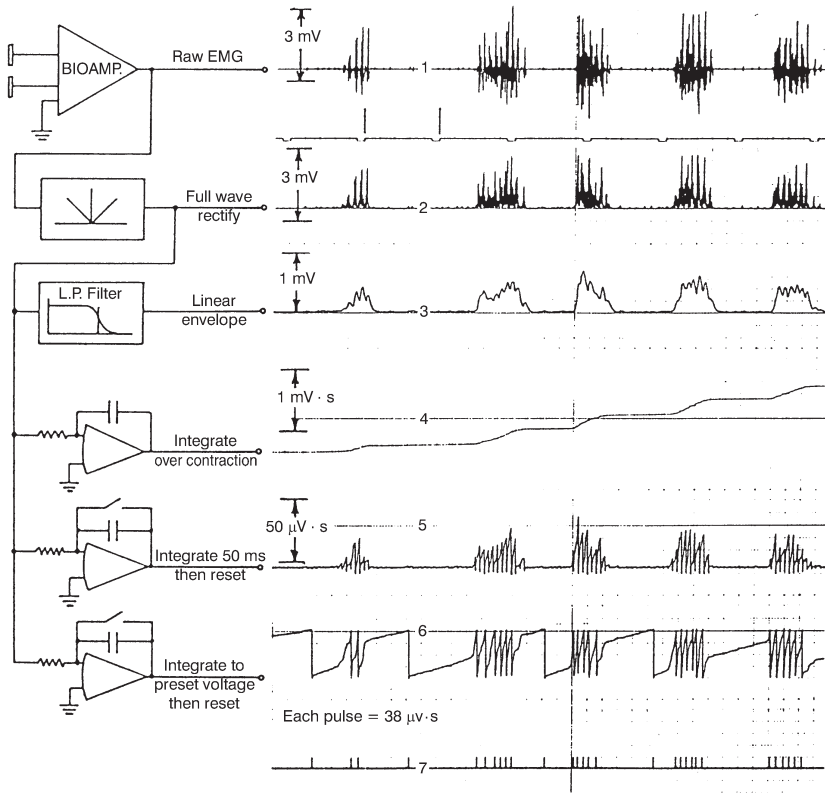 3 mV
BIOAMP.
Raw EMG
1
3 mV
Full wave
rectify
2
1 mV
L.P. Filter
Linear
envelope
3
1 mV · s
4
Integrate
over contraction
50 μV · s
5
Integrate 50 ms
then reset
6
Integrate to
preset voltage
then reset
Each pulse = 38 μv·s
7